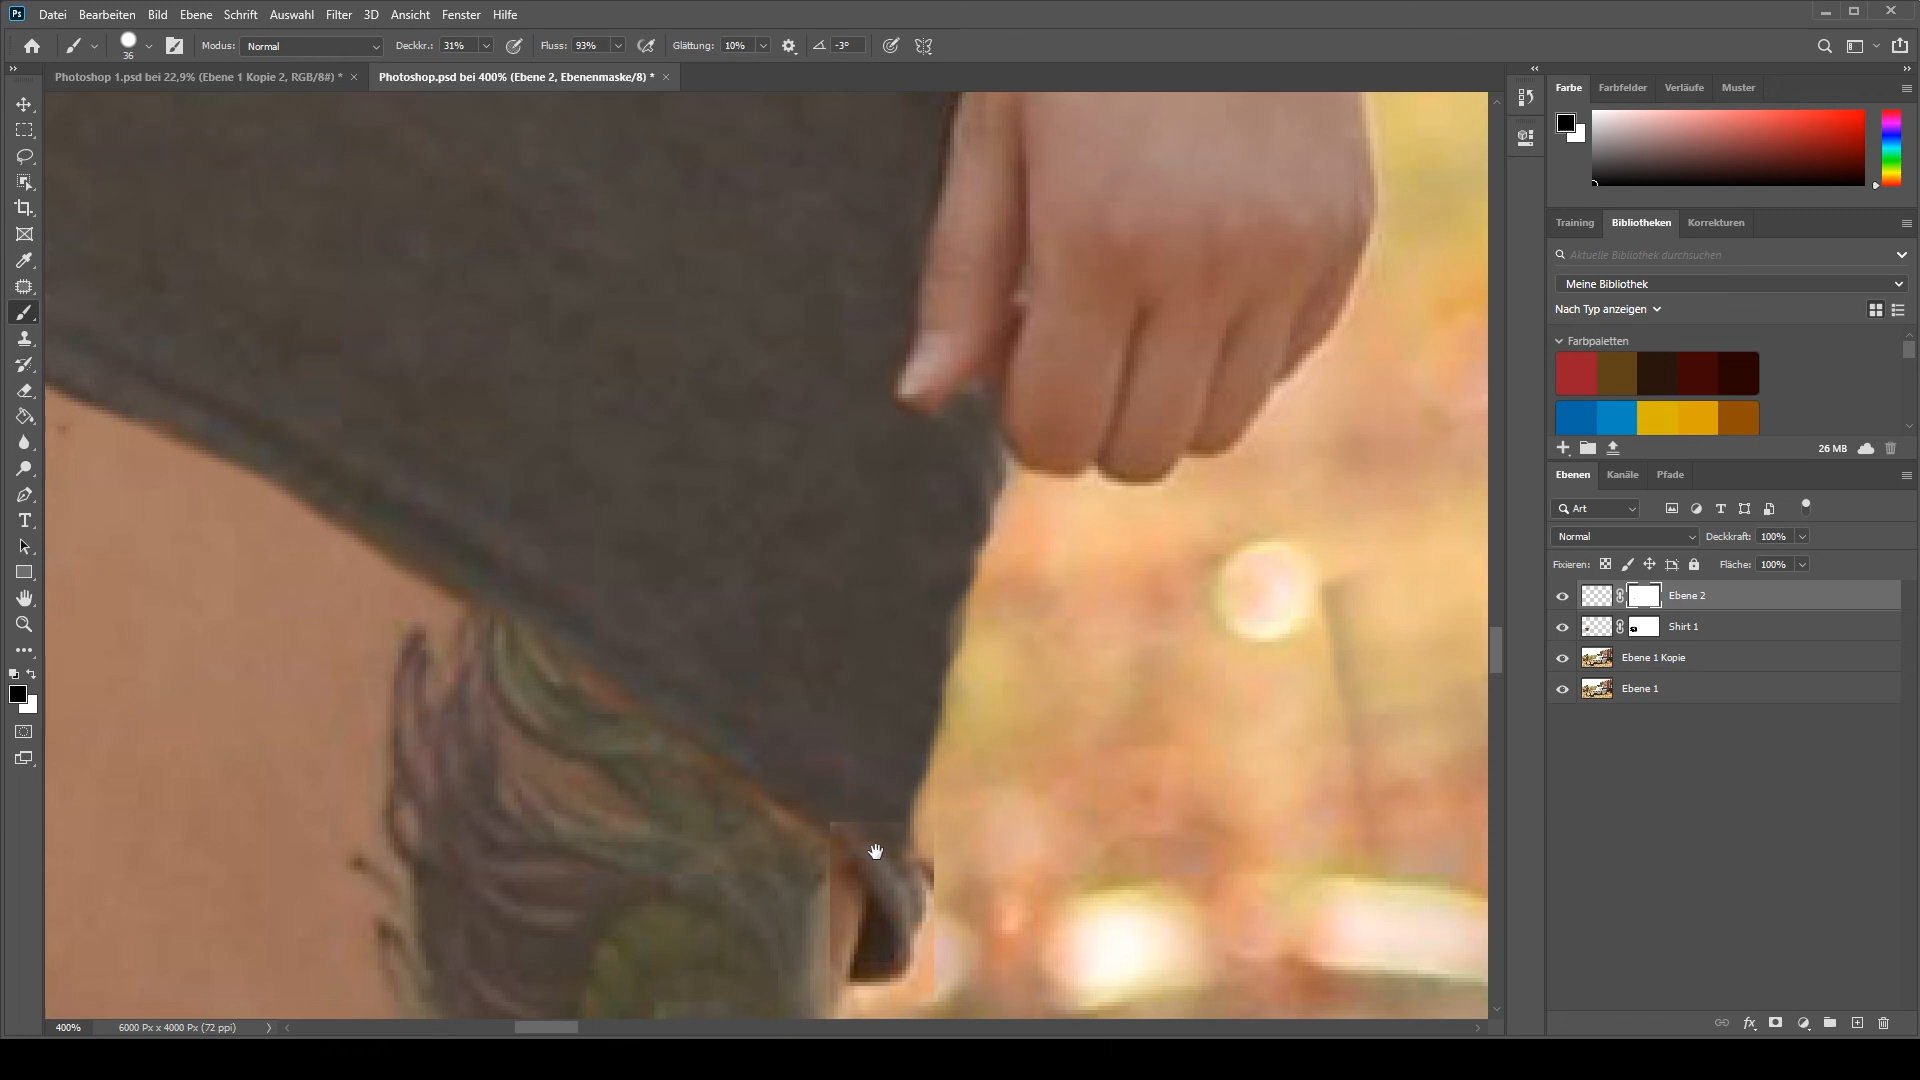 Ps Datei Bearbeiten Bild Ebene Schrift Auswahl Filter 3D Ansicht Fenster Hilfe
36 Modus: Normal Deckkr.: 31% Fluss: 93% Glättung: 10% -3°
Photoshop 1.psd bei 22,9% (Ebene 1 Kopie 2, RGB/8#) * Photoshop.psd bei 400% (Ebene 2, Ebenenmaske/8) *
Farbe Farbfelder Verläufe Muster
Training Bibliotheken Korrekturen
Aktuelle Bibliothek durchsuchen
Meine Bibliothek
Nach Typ anzeigen
Farbpaletten
26 MB
Ebenen Kanäle Pfade
Art
Normal Deckkraft: 100%
Fixieren: Fläche: 100%
Ebene 2
Shirt 1
Ebene 1 Kopie
Ebene 1
fx
400% 6000 Px x 4000 Px (72 ppi)